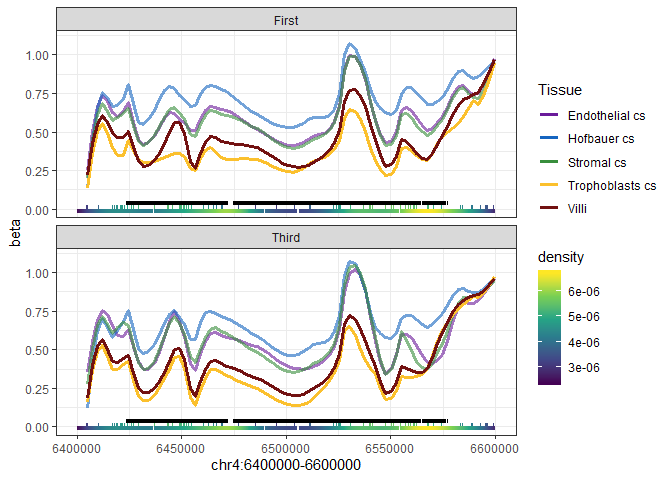 First
1.00
0.75
0.50
0.25
0.00
Third
1.00
0.75
0.50
0.25
0.00
beta
6400000
6450000
6500000
6550000
6600000
chr4:6400000-6600000
Tissue
Endothelial cs
Hofbauer cs
Stromal cs
Trophoblasts cs
Villi
density
6e-06
5e-06
4e-06
3e-06